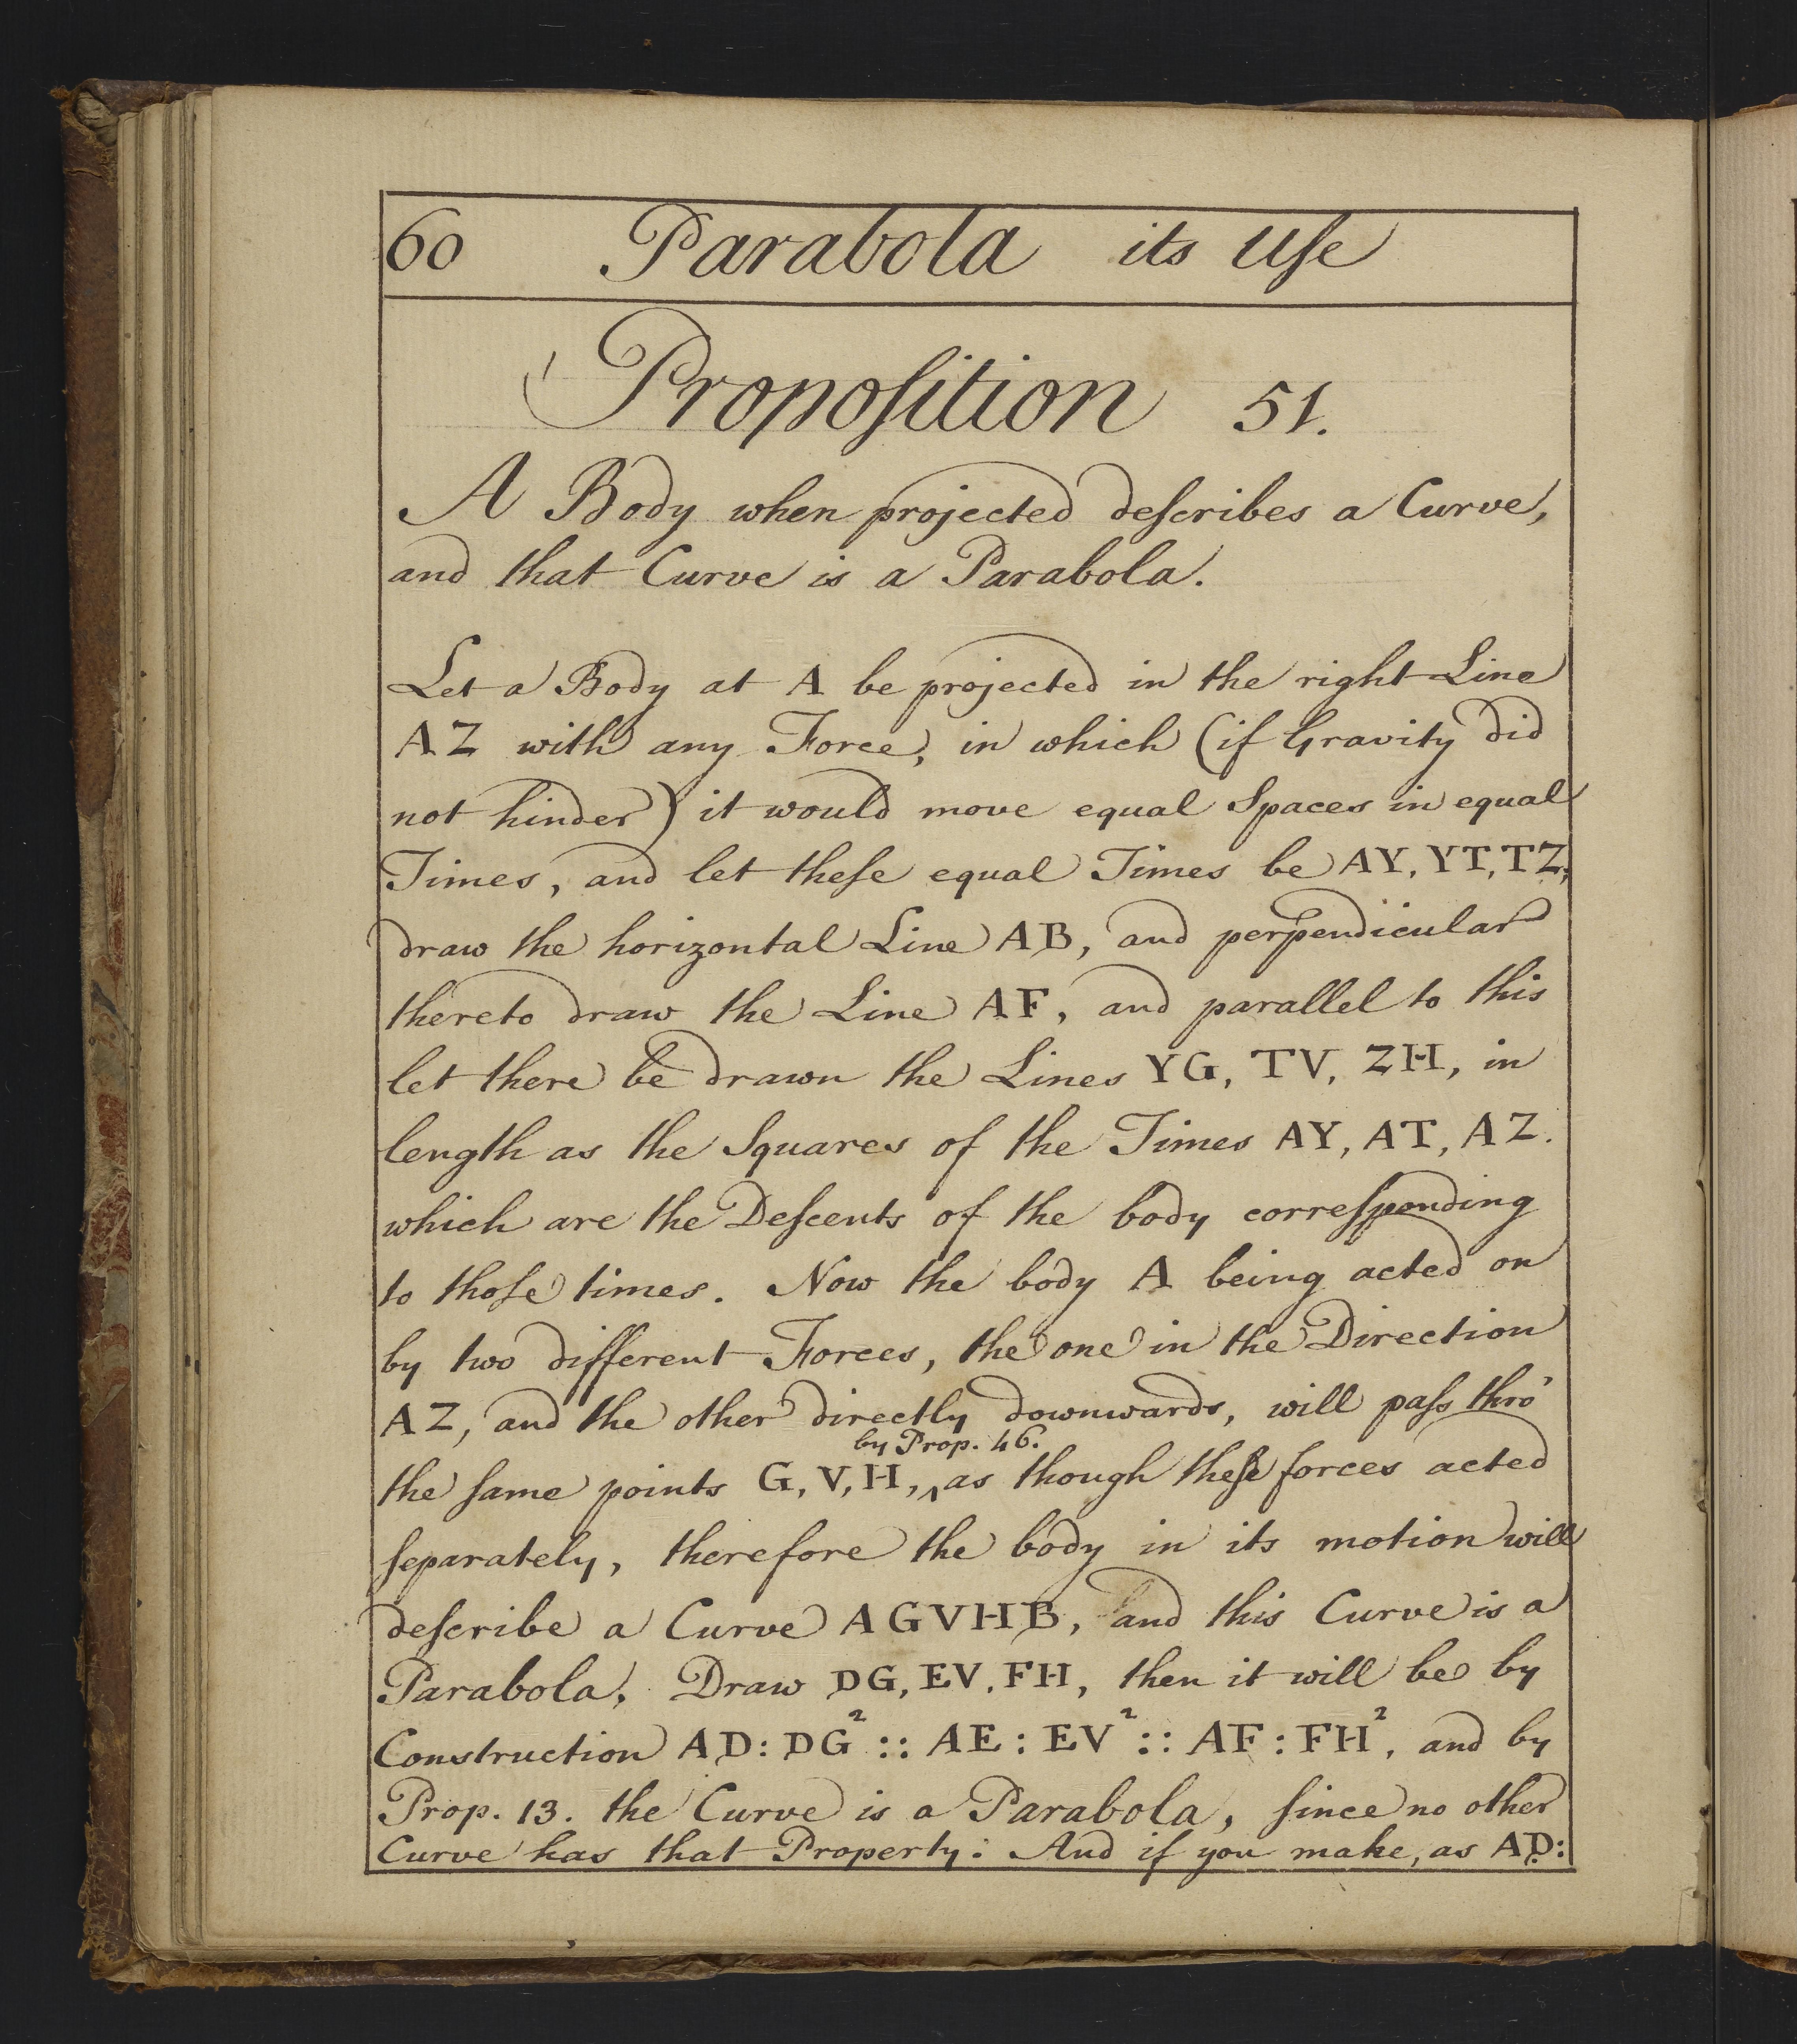 60 Parabola its Uſe
Propoſition 51.
A Body when projected deſcribes a Curve,
and that Curve is a Parabola.
Let a Body at A be projected in the right Line
AZ with any Force, in which (if Gravity did
not hinder) it would move equal Spaces in equal
Times, and let theſe equal Times be AY, YT, TZ;
draw the horizontal Line AB, and perpendicular
thereto draw the Line AF, and parallel to this
let there be drawn the Lines YG, TV, ZH, in
length as the Squares of the Times AY, AT, AZ.
which are the Deſcents of the body correſponding
to thoſe times. Now the body A being acted on
by two different Forces, the one in the Direction
AZ, and the other directly downwards, will paſs thro'
by Prop. 46.
the ſame points G, V, H, ‸ as though theſe forces acted
ſeparately, therefore the body in its motion will
deſcribe a Curve AGVHB, and this Curve is a
Parabola. Draw DG, EV, FH, then it will be by
Construction AD : DG² :: AE : EV² :: AF : FH², and by
Prop. 13. the Curve is a Parabola, ſince no other
Curve has that Property: And if you make, as AD: